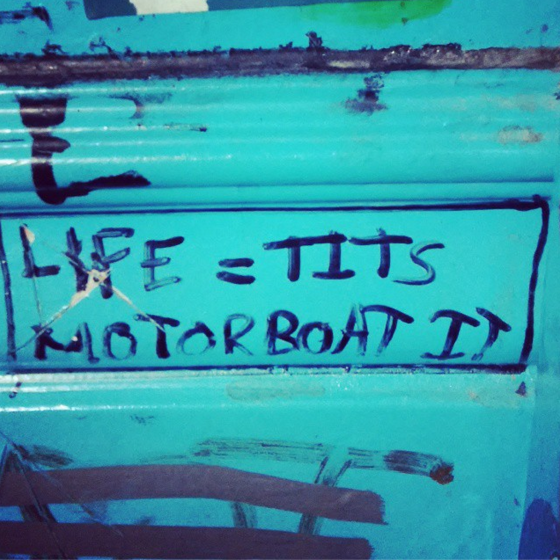 LIFE = TITS
MOTORBOAT IT